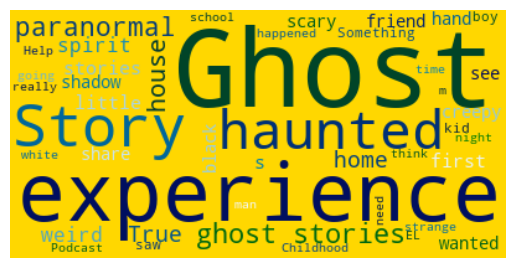 school
paranormal
scary
friend
hand
boy
happened
Something
Help
spirit
house
Ghost
going
stories
really
shadow
time
see
little
m
Story
haunted
creepy
kid
night
white
share
black
s
home
think
first
experience
man
need
weird
True
ghost stories
strange
EL
wanted
Podcast
saw
Childhood